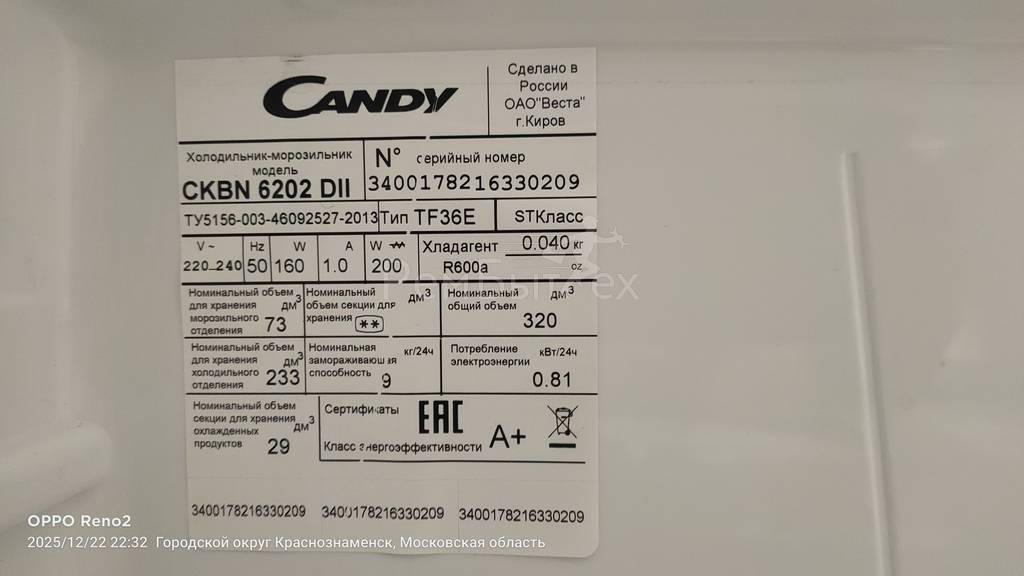 CANDY
Сделано в
России
ОАО"Веста"
г.Киров
Холодильник-морозильник
модель
CKBN 6202 DII
N° серийный номер
3400178216330209
ТУ5156-003-46092527-2013
Тип TF36E
STКласс
V ~
220_240
Hz
50
W
160
A
1.0
W
200
Хладагент 0.040 кг
R600a oz
Номинальный объем
для хранения дм3
морозильного
отделения 73
Номинальный дм3
объем секции для
хранения **
Номинальный дм3
общий объем
320
Номинальный объем
для хранения дм3
холодильного
отделения 233
Номинальная кг/24ч
замораживающая
способность 9
Потребление кВт/24ч
электроэнергии
0.81
Номинальный объем
секции для хранения дм3
охлажденных
продуктов 29
Сертификаты EAC
Класс энергоэффективности A+
3400178216330209 3400178216330209 3400178216330209
РемБытТех
OPPO Reno2
2025/12/22 22:32 Городской округ Краснознаменск, Московская область